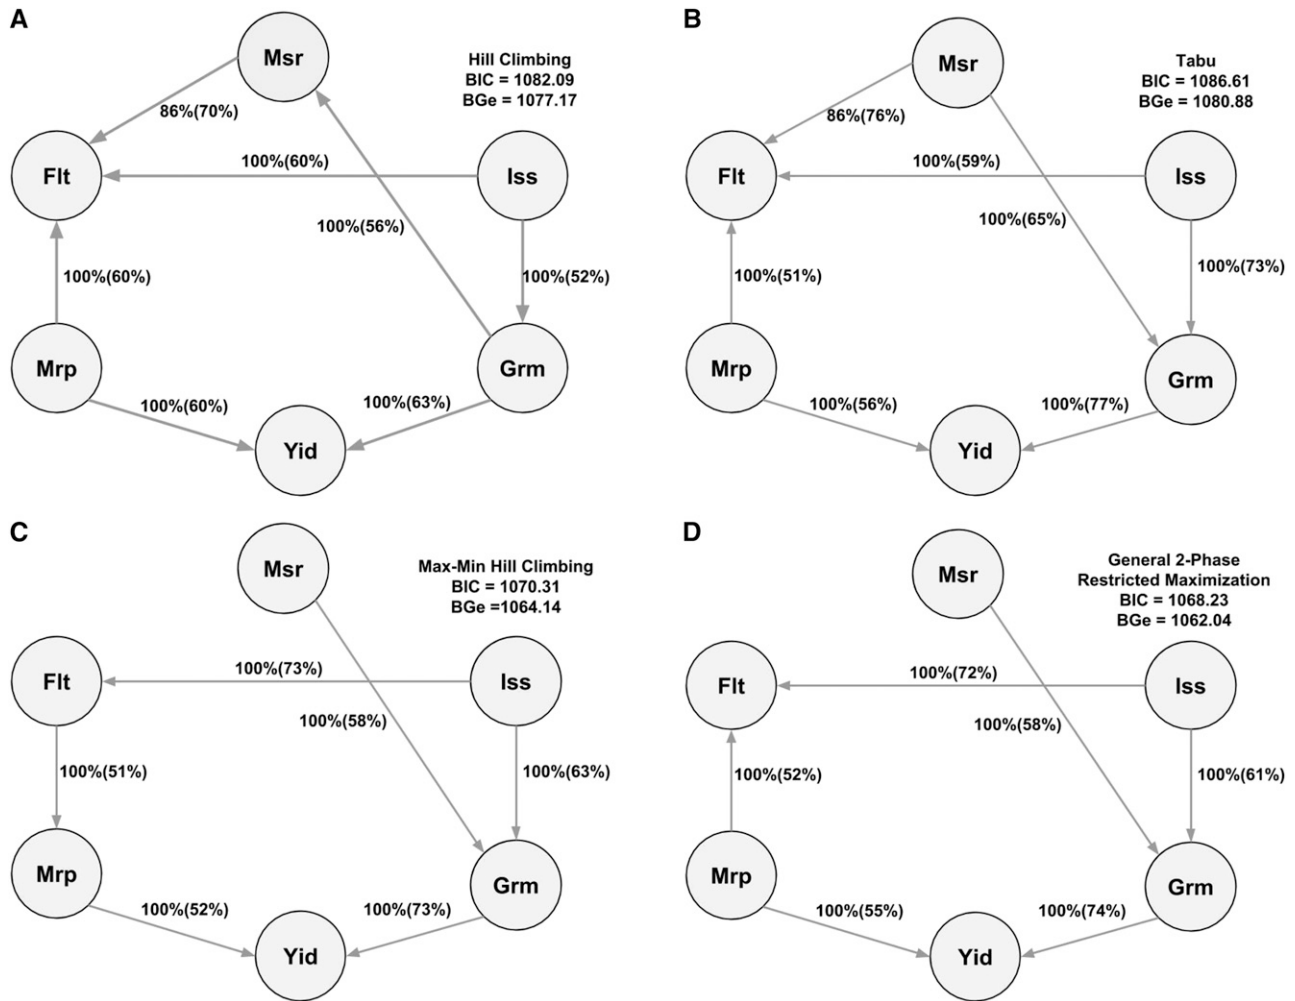 A
Msr
Hill Climbing
BIC = 1082.09
BGe = 1077.17
86%(70%)
100%(60%)
Flt
Iss
100%(56%)
100%(60%)
100%(52%)
Mrp
Grm
100%(60%)
100%(63%)
Yid
B
Msr
Tabu
BIC = 1086.61
BGe = 1080.88
86%(76%)
100%(59%)
Flt
Iss
100%(65%)
100%(51%)
100%(73%)
Mrp
Grm
100%(56%)
100%(77%)
Yid
C
Msr
Max-Min Hill Climbing
BIC = 1070.31
BGe =1064.14
100%(73%)
Flt
Iss
100%(58%)
100%(51%)
100%(63%)
Mrp
Grm
100%(52%)
100%(73%)
Yid
D
Msr
General 2-Phase
Restricted Maximization
BIC = 1068.23
BGe = 1062.04
100%(72%)
Flt
Iss
100%(58%)
100%(52%)
100%(61%)
Mrp
Grm
100%(55%)
100%(74%)
Yid